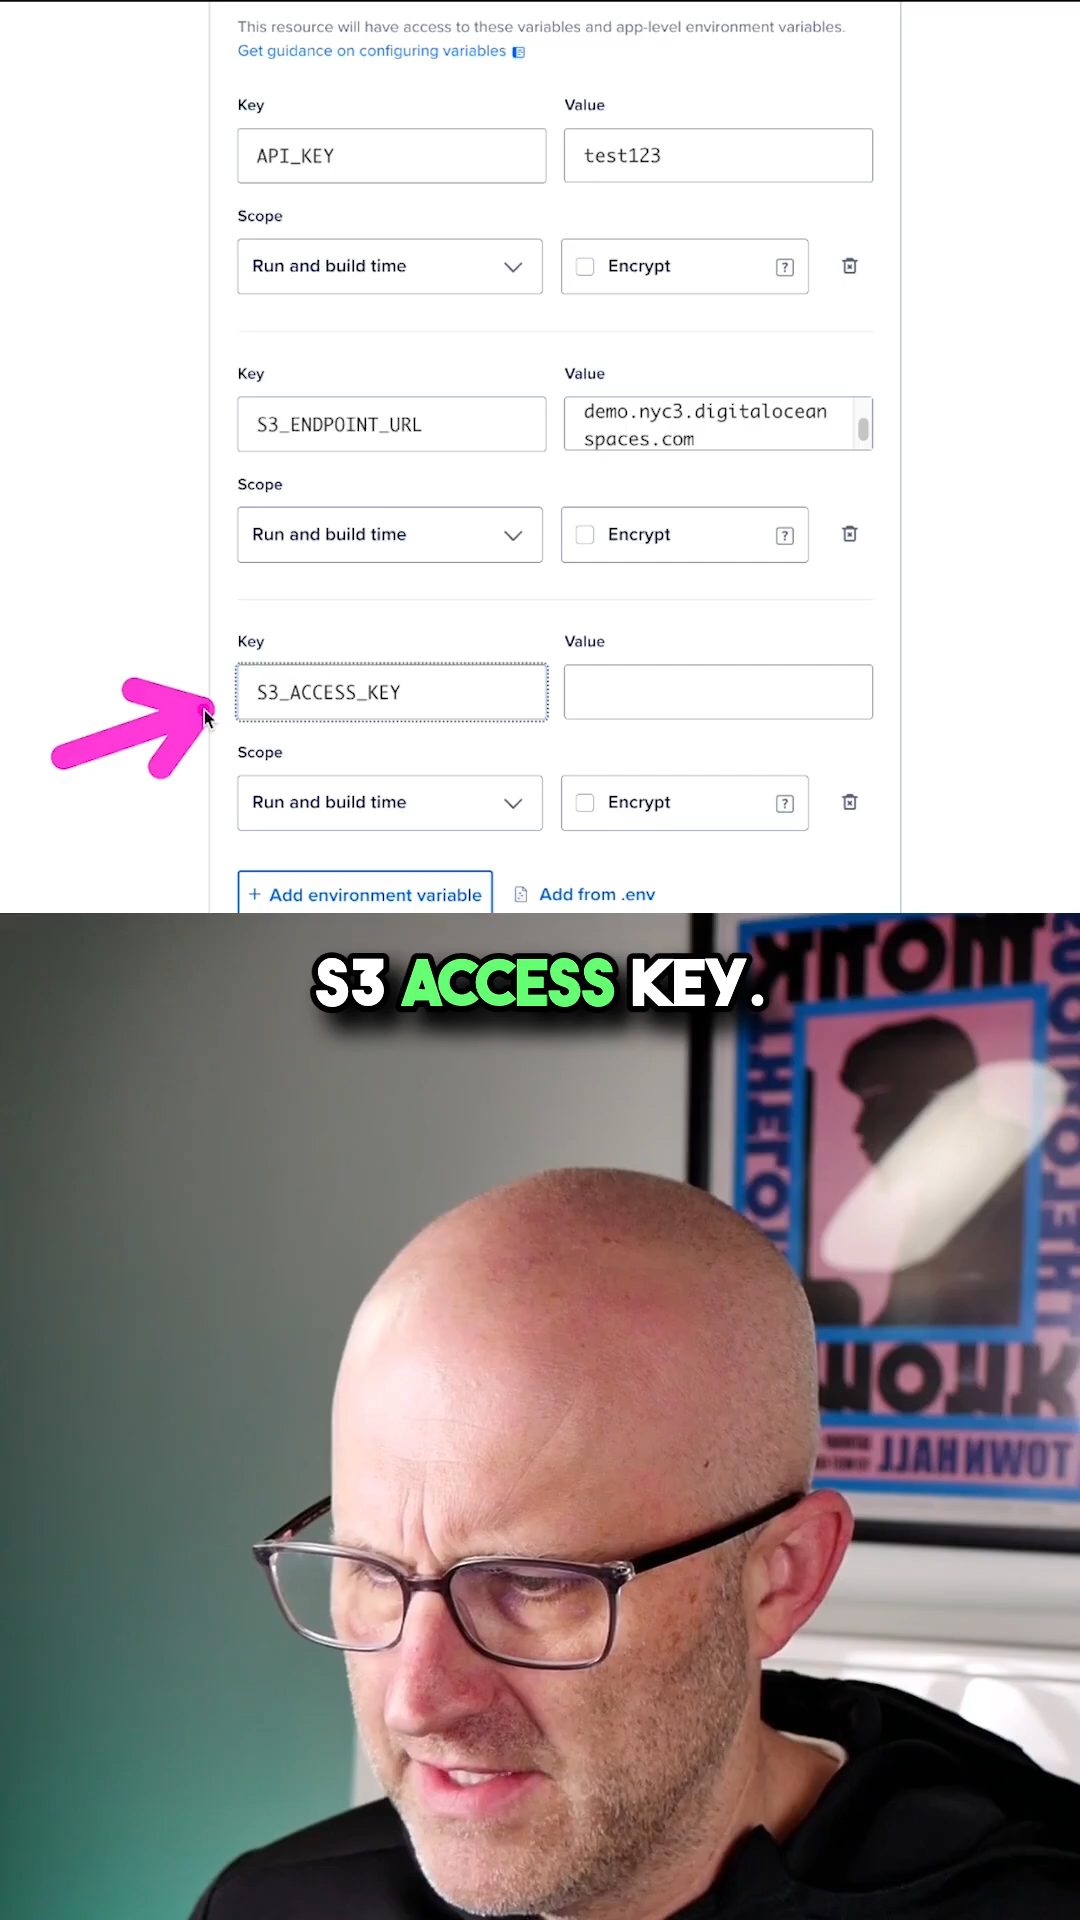 This resource will have access to these variables and app-level environment variables.
Get guidance on configuring variables
Key Value
API_KEY test123
Scope
Run and build time Encrypt ?
Key Value
S3_ENDPOINT_URL demo.nyc3.digitalocean
spaces.com
Scope
Run and build time Encrypt ?
Key Value
S3_ACCESS_KEY
Scope
Run and build time Encrypt ?
+ Add environment variable Add from .env
S3 ACCESS KEY.
MONK
MONK
TOWNHALL